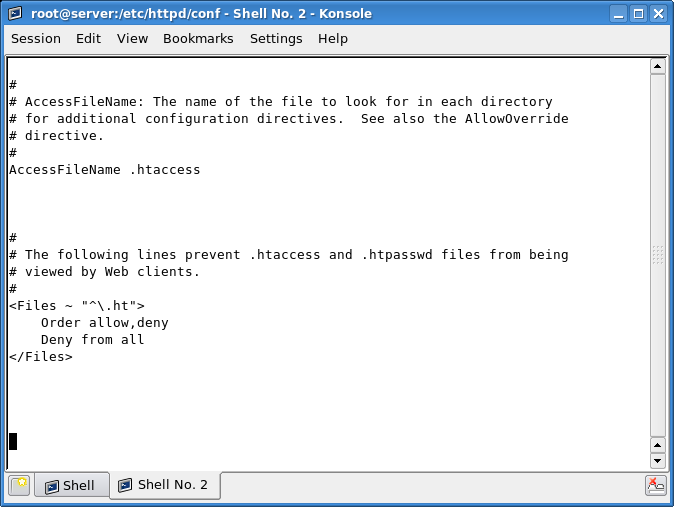 root@server:/etc/httpd/conf - Shell No. 2 - Konsole
Session Edit View Bookmarks Settings Help
#
# AccessFileName: The name of the file to look for in each directory
# for additional configuration directives.  See also the AllowOverride
# directive.
#
AccessFileName .htaccess
#
# The following lines prevent .htaccess and .htpasswd files from being
# viewed by Web clients.
#
<Files ~ "^\.ht">
    Order allow,deny
    Deny from all
</Files>
Shell Shell No. 2